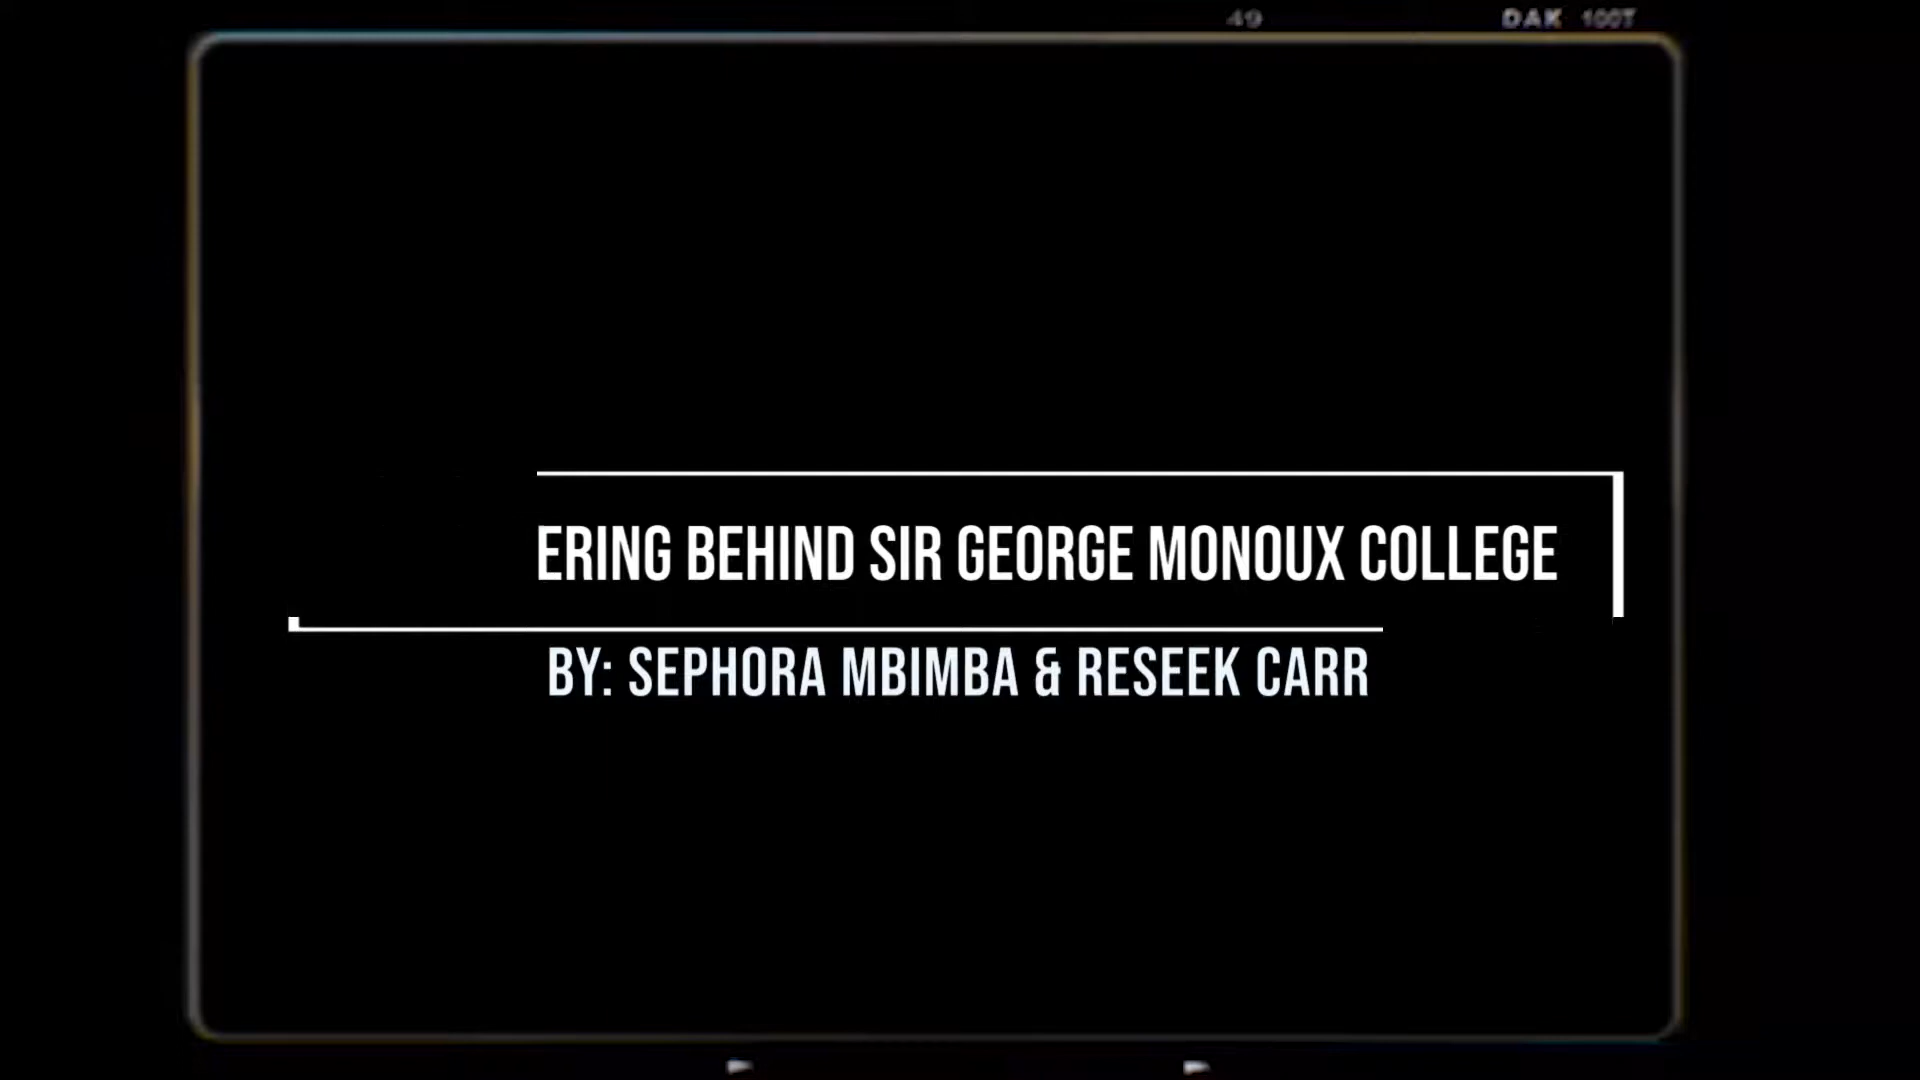 49 DAK 100T
ERING BEHIND SIR GEORGE MONOUX COLLEGE
BY: SEPHORA MBIMBA & RESEEK CARR